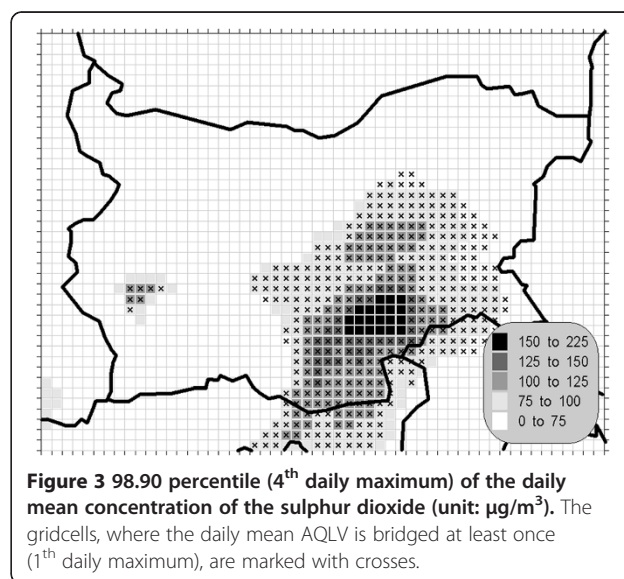 150 to 225
125 to 150
100 to 125
75 to 100
0 to 75
Figure 3 98.90 percentile (4th daily maximum) of the daily
mean concentration of the sulphur dioxide (unit: μg/m³). The
gridcells, where the daily mean AQLV is bridged at least once
(1th daily maximum), are marked with crosses.